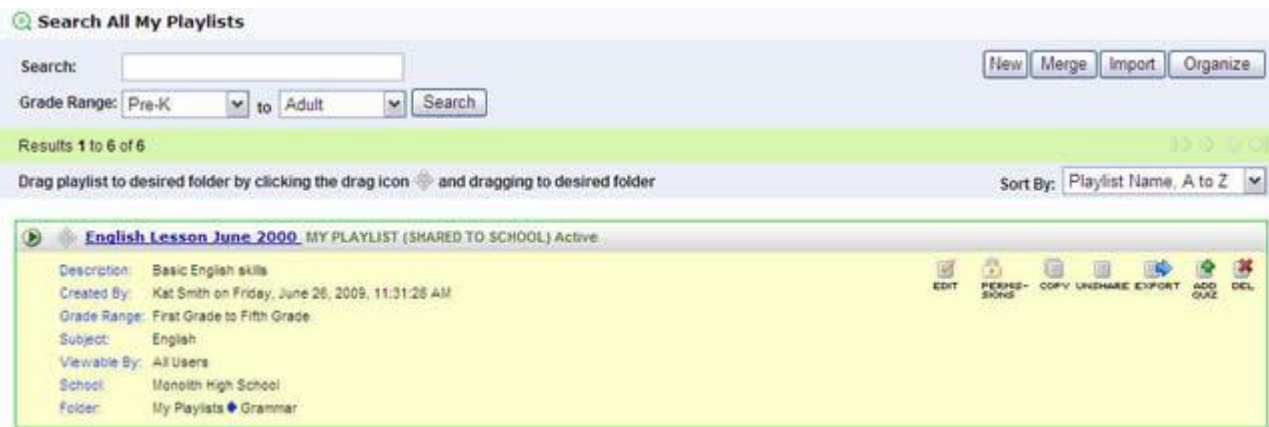 Search All My Playlists
Search:
New Merge Import Organize
Grade Range: Pre-K to Adult Search
Results 1 to 6 of 6
Drag playlist to desired folder by clicking the drag icon and dragging to desired folder
Sort By: Playlist Name, A to Z
English Lesson June 2000 MY PLAYLIST (SHARED TO SCHOOL) Active
Description: Basic English skills
Created By: Kat Smith on Friday, June 26, 2009, 11:31:26 AM
Grade Range: First Grade to Fifth Grade
Subject: English
Viewable By: All Users
School: Monolith High School
Folder: My Playlists Grammar
EDIT PERMIS-SIONS COPY UNSHARE EXPORT ADD QUIZ DEL